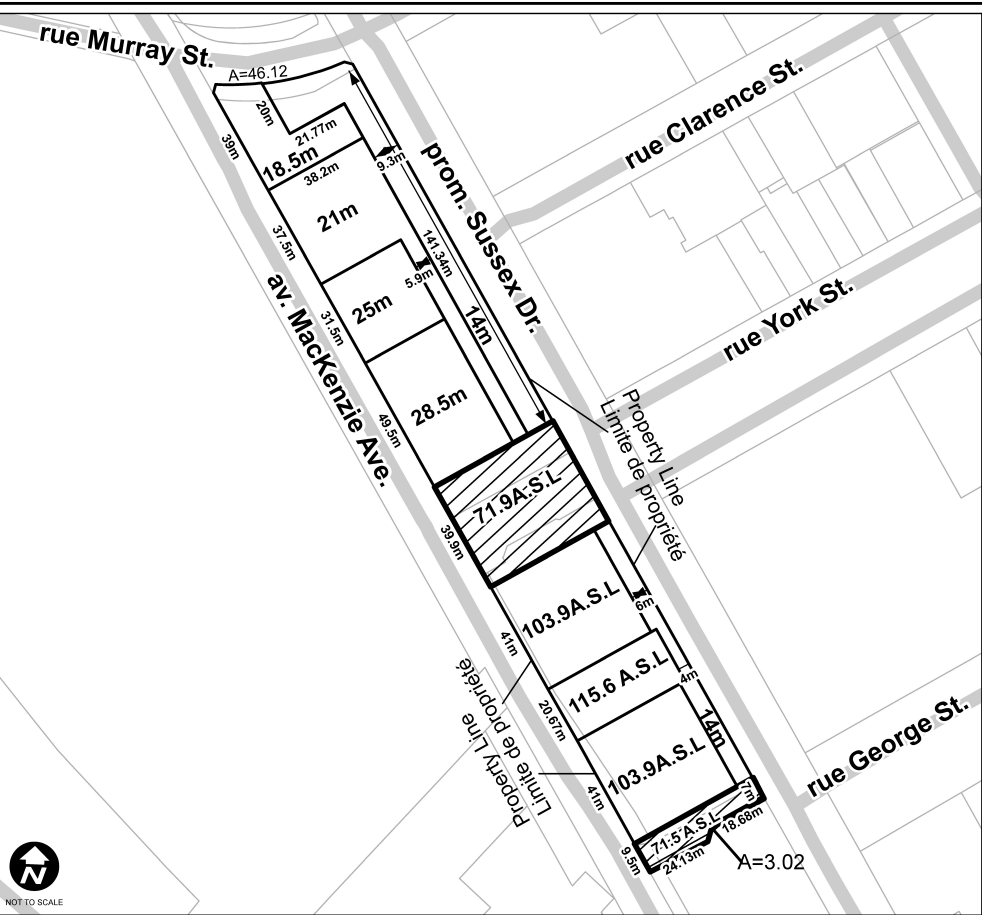 rue Murray St.
A=46.12
20m
21.77m
39m
18.5m
38.2m
9.3m
prom. Sussex Dr.
rue Clarence St.
21m
37.5m
141.34m
5.9m
25m
31.5m
14m
rue York St.
av. MacKenzie Ave.
28.5m
49.5m
Property Line
Limite de propriété
71.9A.S.L
39.9m
103.9A.S.L
6m
41m
115.6 A.S.L
4m
20.67m
14m
Property Line
Limite de propriété
103.9A.S.L
41m
rue George St.
7m
71.5 A.S.L
18.68m
9.5m
24.13m
A=3.02
N
NOT TO SCALE